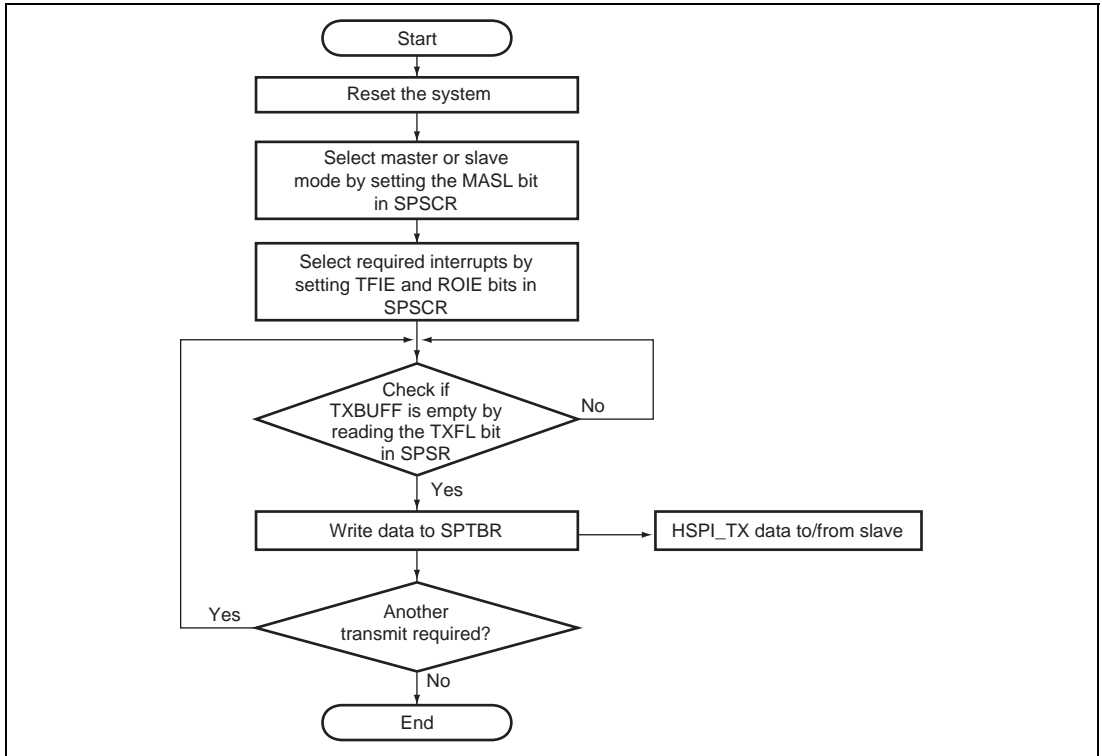 Start
Reset the system
Select master or slave
mode by setting the MASL bit
in SPSCR
Select required interrupts by
setting TFIE and ROIE bits in
SPSCR
Check if
TXBUFF is empty by
reading the TXFL bit
in SPSR
No
Yes
Write data to SPTBR
HSPI_TX data to/from slave
Yes
Another
transmit required?
No
End